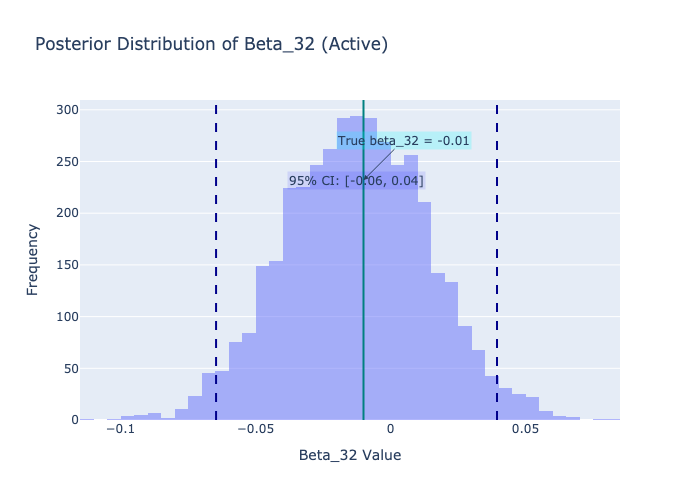 Posterior Distribution of Beta_32 (Active)
300
True beta_32 = -0.01
250
95% CI: [-0.06, 0.04]
200
150
100
50
0
Frequency
−0.1
−0.05
0
0.05
Beta_32 Value